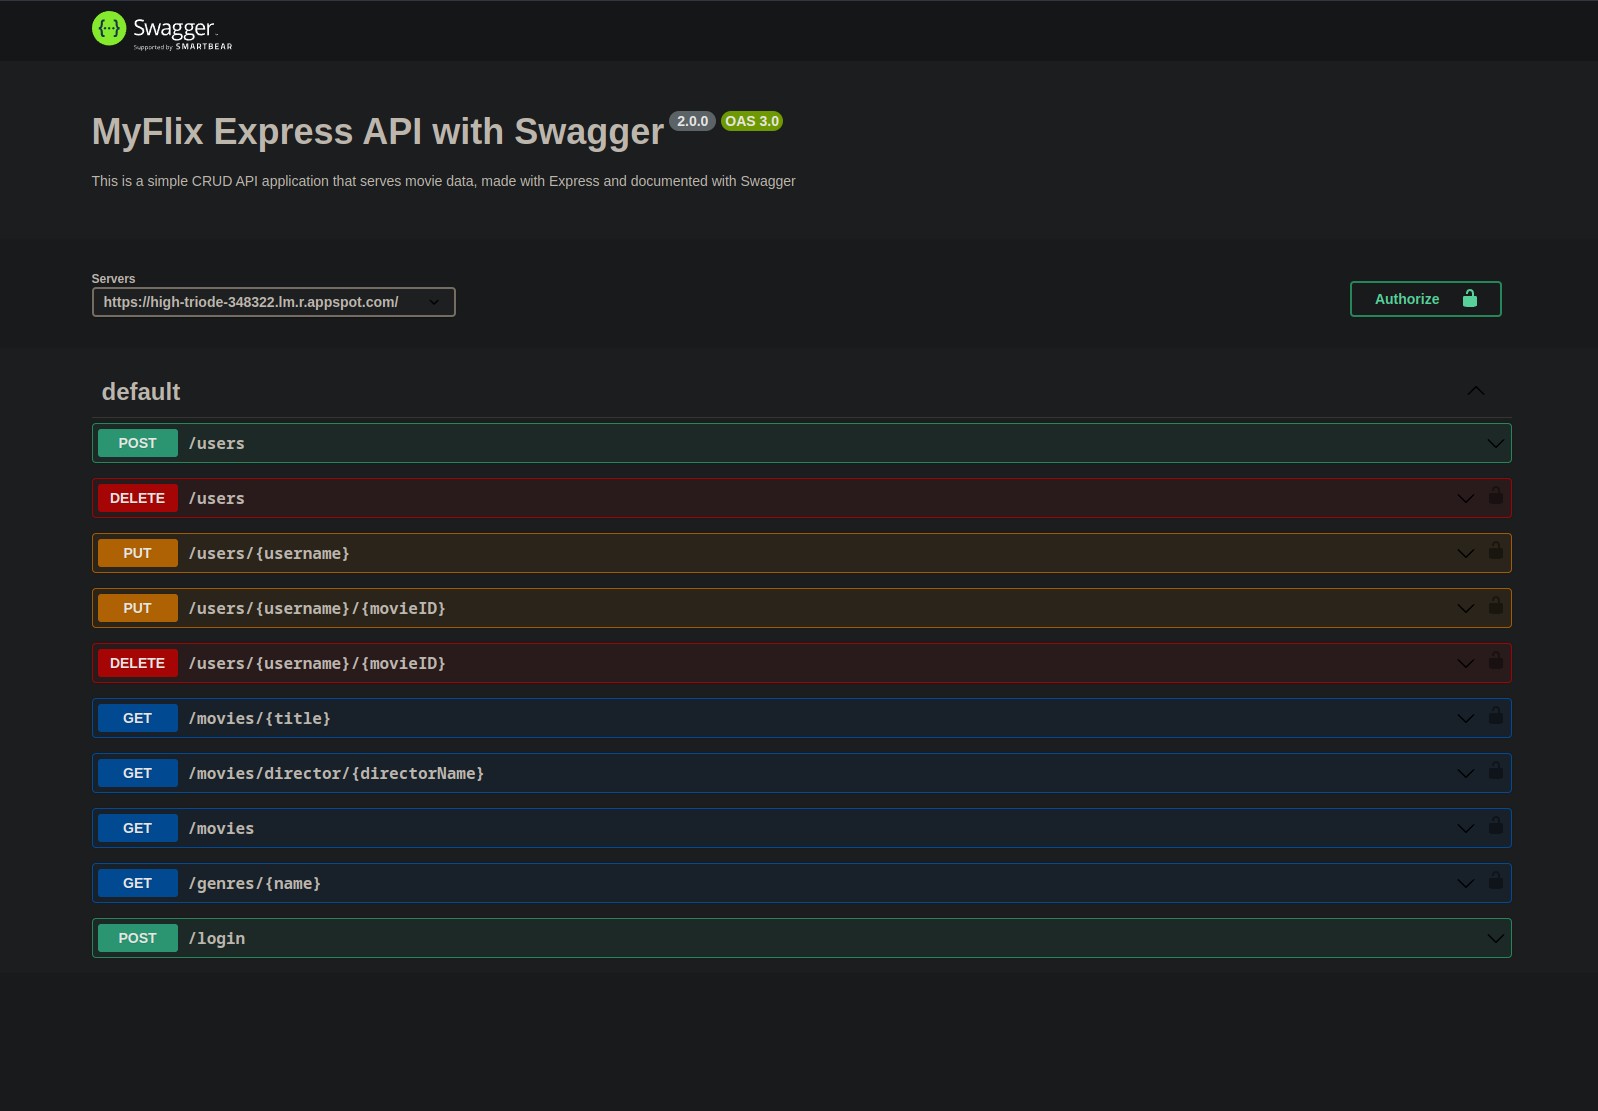 Swagger
Supported by SMARTBEAR
MyFlix Express API with Swagger 2.0.0 OAS 3.0
This is a simple CRUD API application that serves movie data, made with Express and documented with Swagger
Servers
https://high-triode-348322.lm.r.appspot.com/
Authorize
default
POST /users
DELETE /users
PUT /users/{username}
PUT /users/{username}/{movieID}
DELETE /users/{username}/{movieID}
GET /movies/{title}
GET /movies/director/{directorName}
GET /movies
GET /genres/{name}
POST /login